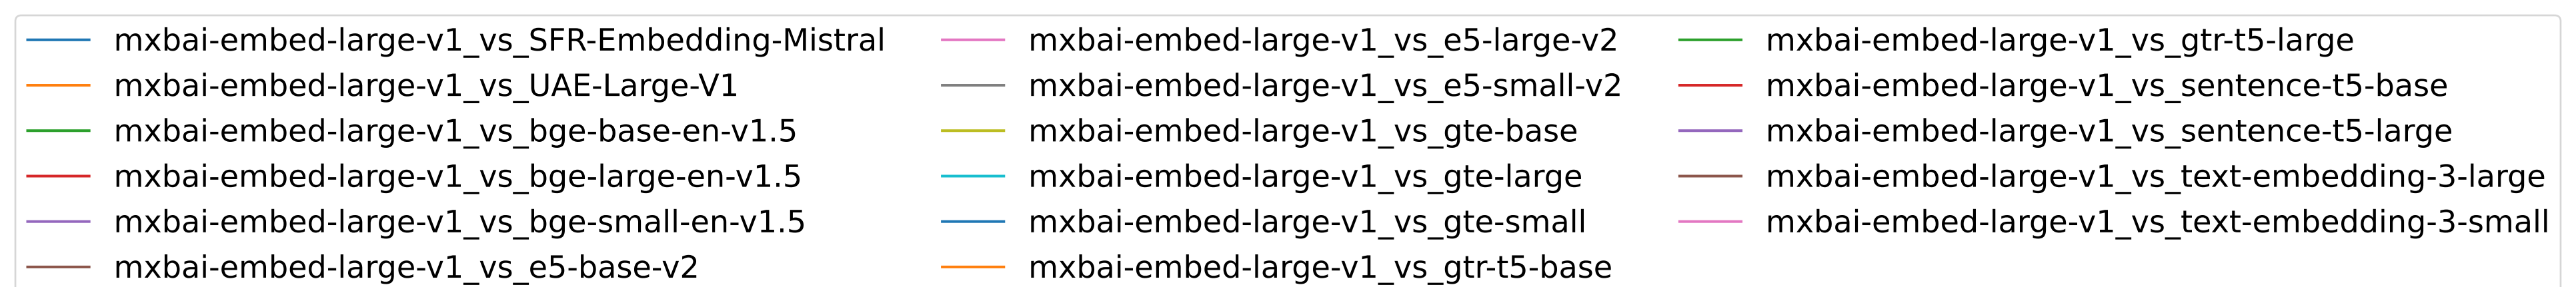 mxbai-embed-large-v1_vs_SFR-Embedding-Mistral
mxbai-embed-large-v1_vs_UAE-Large-V1
mxbai-embed-large-v1_vs_bge-base-en-v1.5
mxbai-embed-large-v1_vs_bge-large-en-v1.5
mxbai-embed-large-v1_vs_bge-small-en-v1.5
mxbai-embed-large-v1_vs_e5-base-v2
mxbai-embed-large-v1_vs_e5-large-v2
mxbai-embed-large-v1_vs_e5-small-v2
mxbai-embed-large-v1_vs_gte-base
mxbai-embed-large-v1_vs_gte-large
mxbai-embed-large-v1_vs_gte-small
mxbai-embed-large-v1_vs_gtr-t5-base
mxbai-embed-large-v1_vs_gtr-t5-large
mxbai-embed-large-v1_vs_sentence-t5-base
mxbai-embed-large-v1_vs_sentence-t5-large
mxbai-embed-large-v1_vs_text-embedding-3-large
mxbai-embed-large-v1_vs_text-embedding-3-small